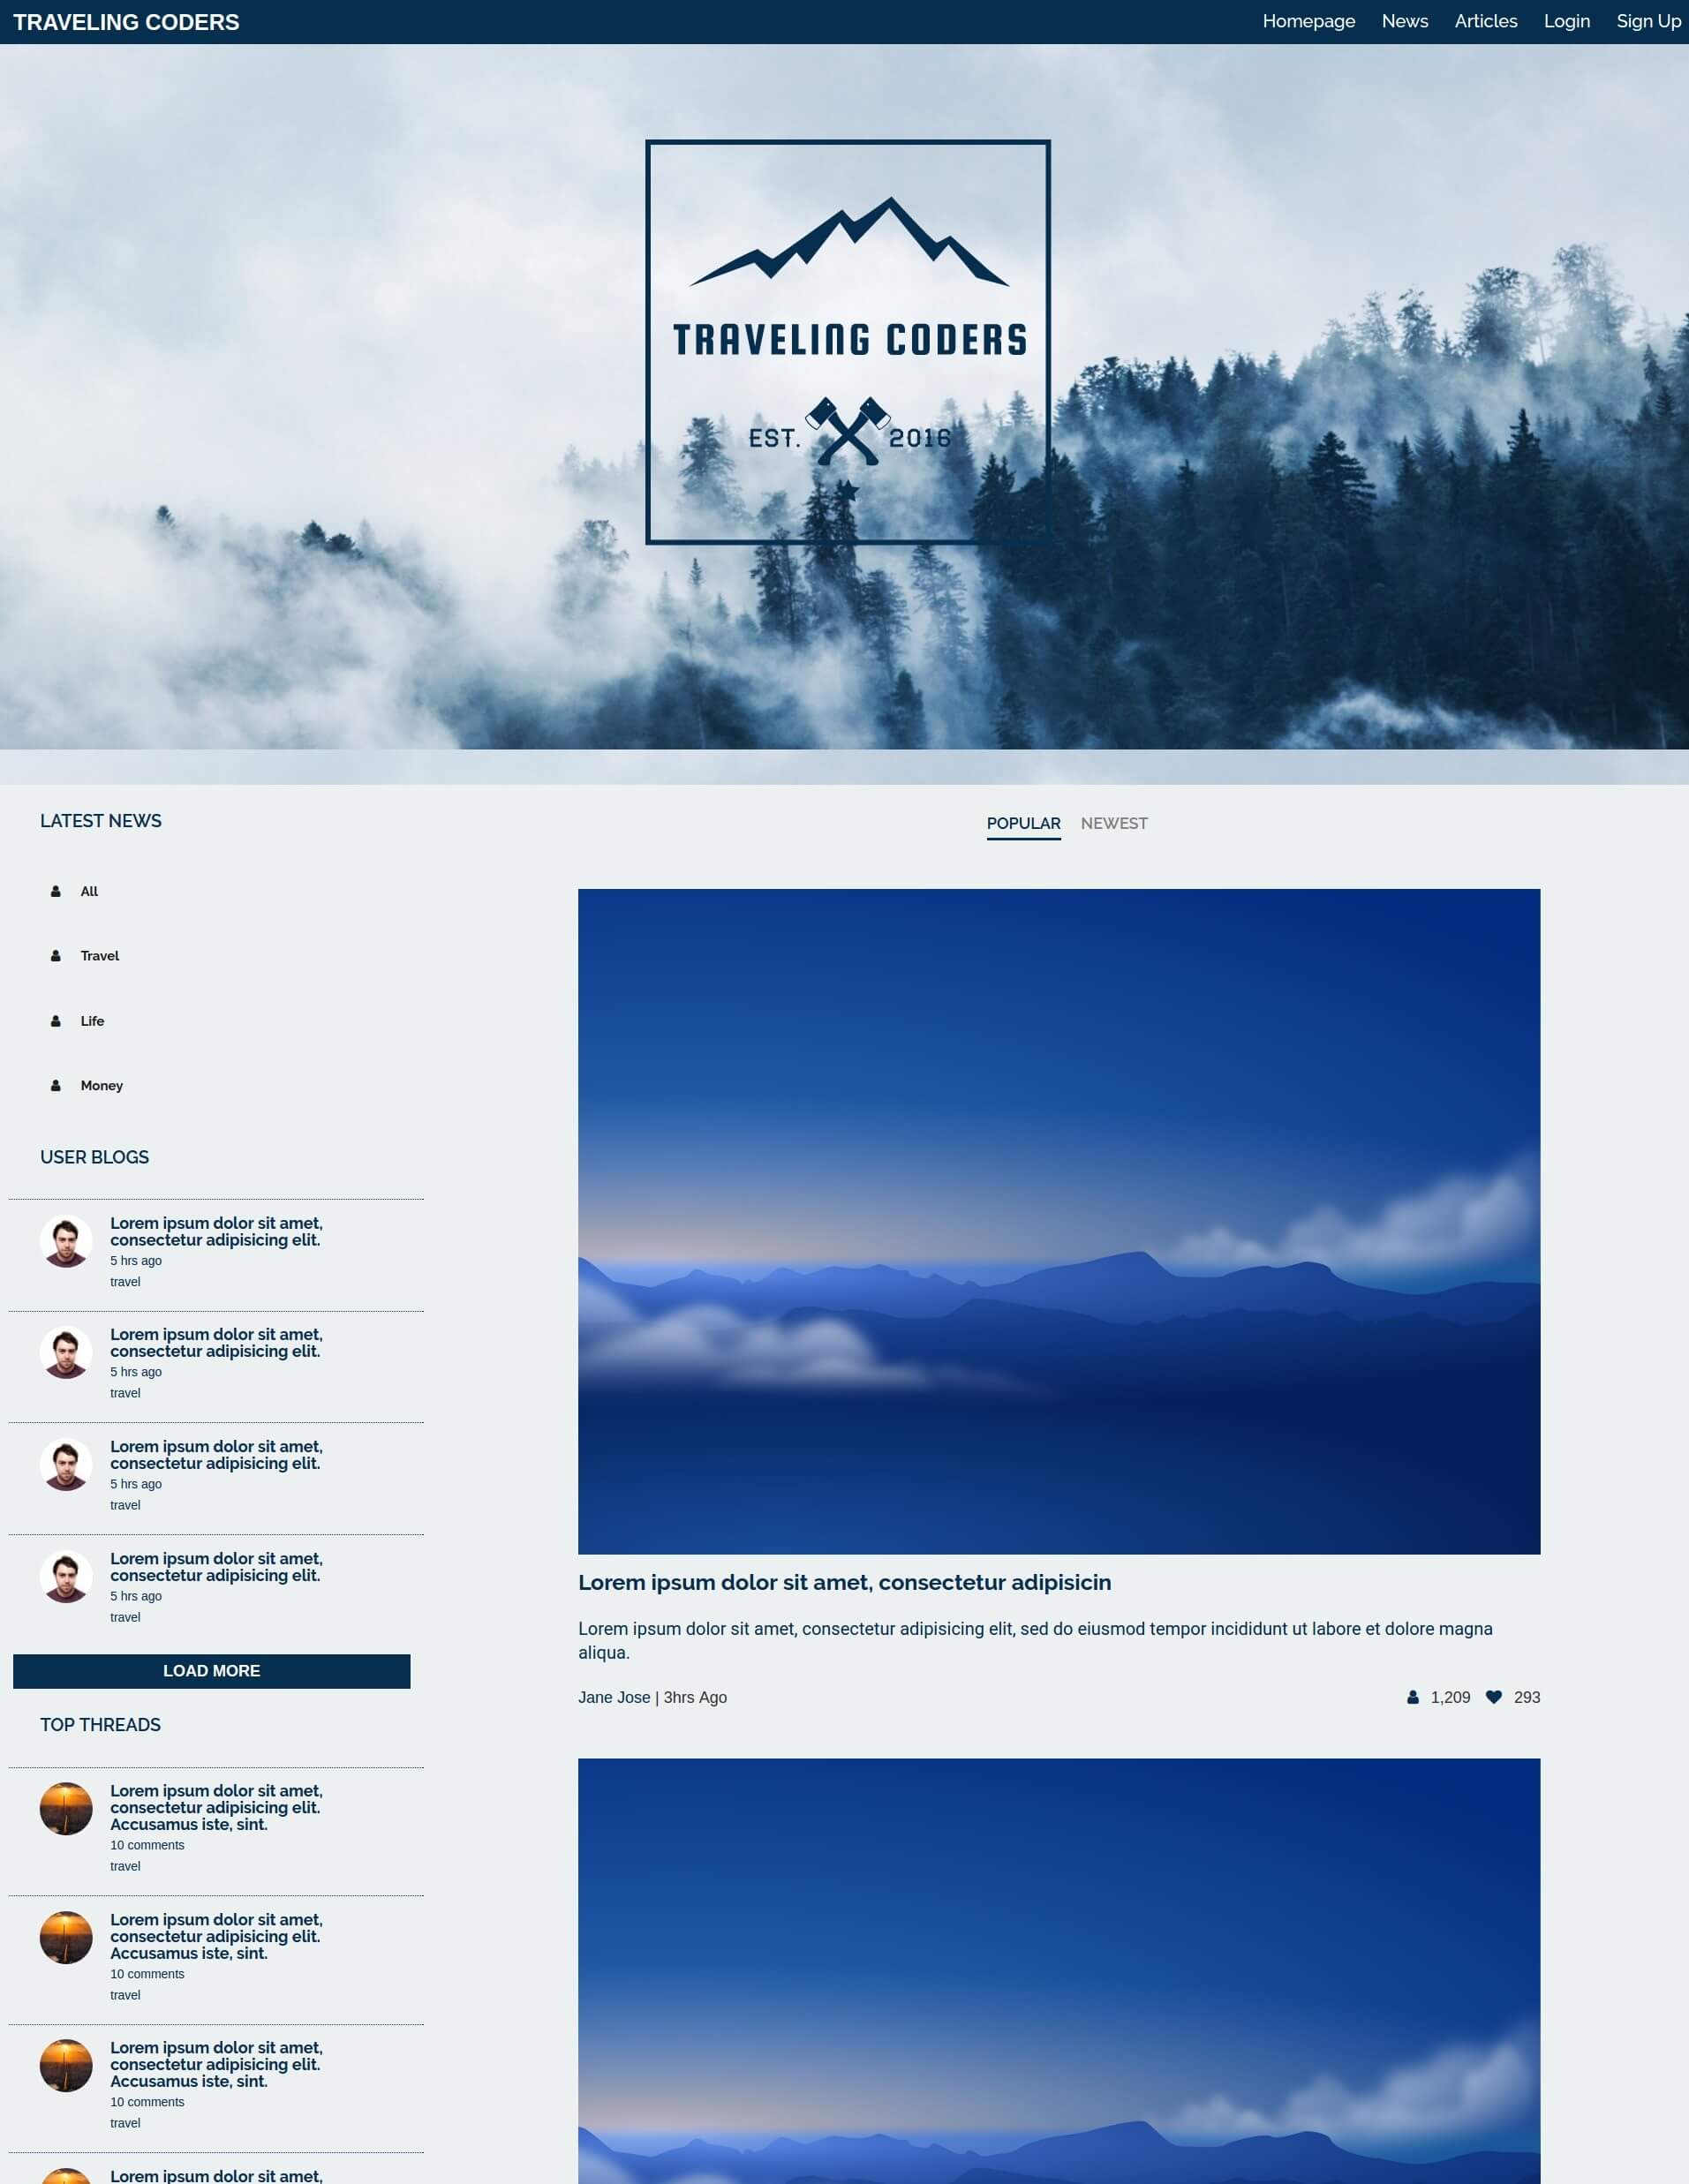 TRAVELING CODERS
Homepage News Articles Login Sign Up
TRAVELING CODERS
EST. 2016
LATEST NEWS
All
Travel
Life
Money
USER BLOGS
Lorem ipsum dolor sit amet,
consectetur adipisicing elit.
5 hrs ago
travel
Lorem ipsum dolor sit amet,
consectetur adipisicing elit.
5 hrs ago
travel
Lorem ipsum dolor sit amet,
consectetur adipisicing elit.
5 hrs ago
travel
Lorem ipsum dolor sit amet,
consectetur adipisicing elit.
5 hrs ago
travel
LOAD MORE
TOP THREADS
Lorem ipsum dolor sit amet,
consectetur adipisicing elit.
Accusamus iste, sint.
10 comments
travel
Lorem ipsum dolor sit amet,
consectetur adipisicing elit.
Accusamus iste, sint.
10 comments
travel
Lorem ipsum dolor sit amet,
consectetur adipisicing elit.
Accusamus iste, sint.
10 comments
travel
Lorem ipsum dolor sit amet,
POPULAR NEWEST
Lorem ipsum dolor sit amet, consectetur adipisicin
Lorem ipsum dolor sit amet, consectetur adipisicing elit, sed do eiusmod tempor incididunt ut labore et dolore magna
aliqua.
Jane Jose | 3hrs Ago 1,209 293